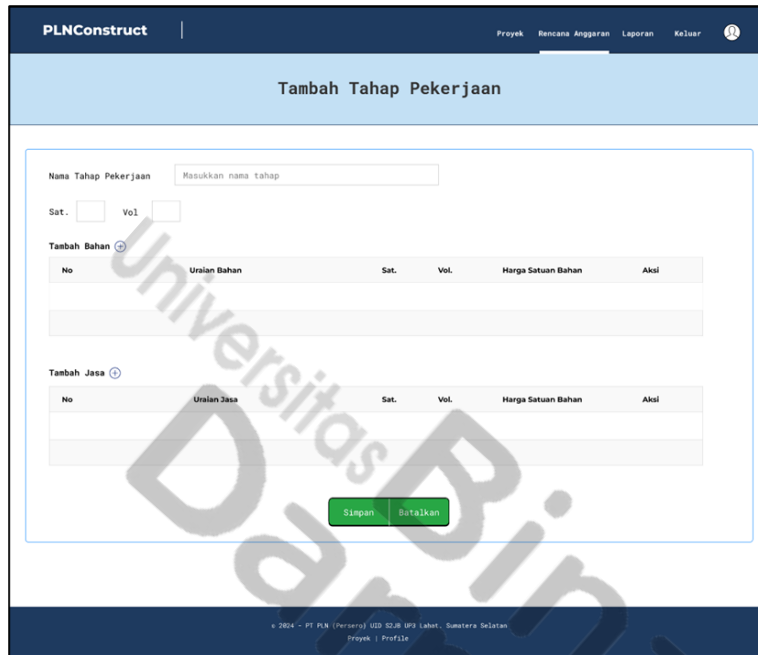 PLNConstruct
Proyek Rencana Anggaran Laporan Keluar
Tambah Tahap Pekerjaan
Nama Tahap Pekerjaan Masukkan nama tahap
Sat. Vol
Tambah Bahan
No Uraian Bahan Sat. Vol. Harga Satuan Bahan Aksi
Tambah Jasa
No Uraian Jasa Sat. Vol. Harga Satuan Bahan Aksi
Simpan Batalkan
© 2024 - PT PLN (Persero) UID S2JB UP3 Lahat. Sumatera Selatan
Proyek | Profile
Universitas
Bin
Dar